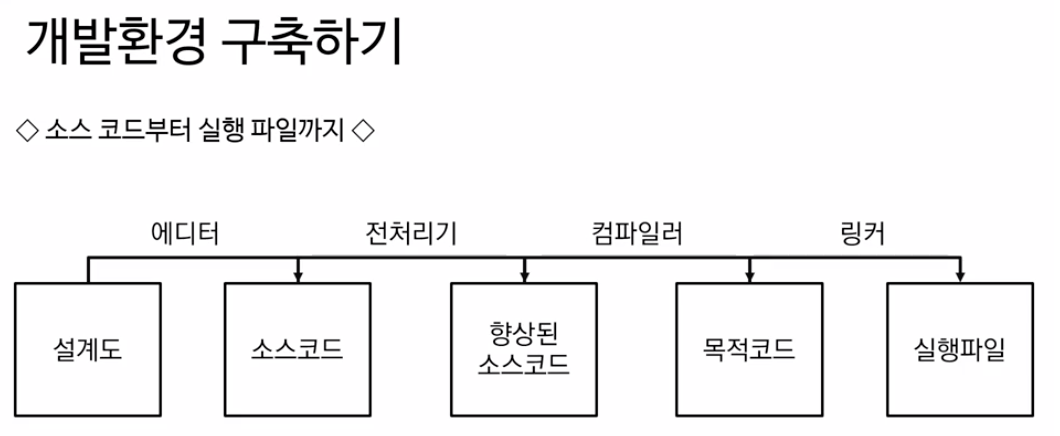 개발환경 구축하기
◇ 소스 코드부터 실행 파일까지 ◇
에디터 전처리기 컴파일러 링커
설계도
소스코드
향상된
소스코드
목적코드
실행파일